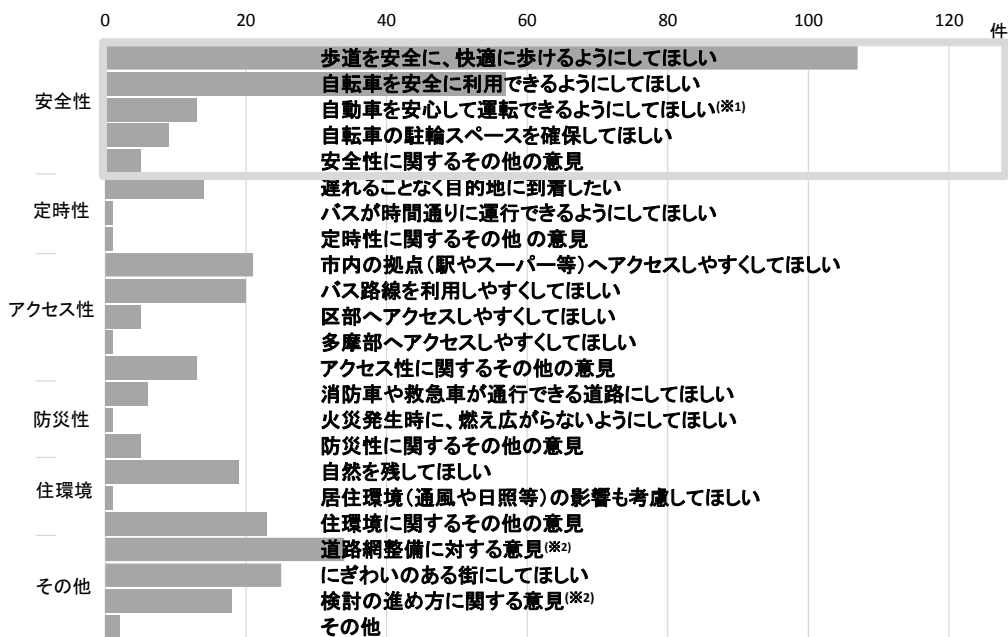 0 20 40 60 80 100 120
件
安全性
歩道を安全に、快適に歩けるようにしてほしい
自転車を安全に利用できるようにしてほしい
自動車を安心して運転できるようにしてほしい(※1)
自転車の駐輪スペースを確保してほしい
安全性に関するその他の意見
定時性
遅れることなく目的地に到着したい
バスが時間通りに運行できるようにしてほしい
定時性に関するその他 の意見
アクセス性
市内の拠点(駅やスーパー等)へアクセスしやすくしてほしい
バス路線を利用しやすくしてほしい
区部へアクセスしやすくしてほしい
多摩部へアクセスしやすくしてほしい
アクセス性に関するその他の意見
防災性
消防車や救急車が通行できる道路にしてほしい
火災発生時に、燃え広がらないようにしてほしい
防災性に関するその他の意見
住環境
自然を残してほしい
居住環境(通風や日照等)の影響も考慮してほしい
住環境に関するその他の意見
その他
道路網整備に対する意見(※2)
にぎわいのある街にしてほしい
検討の進め方に関する意見(※2)
その他